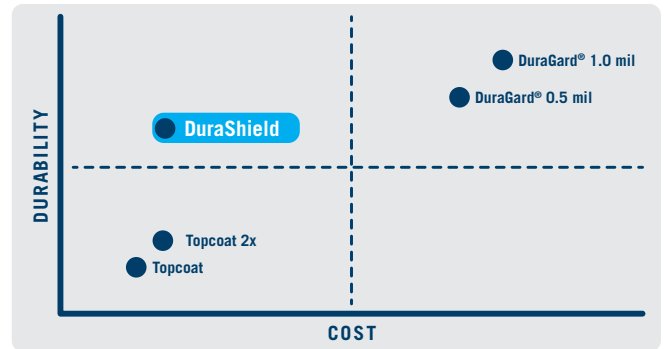 DuraGard® 1.0 mil
DuraGard® 0.5 mil
DuraShield
Topcoat 2x
Topcoat
DURABILITY
COST